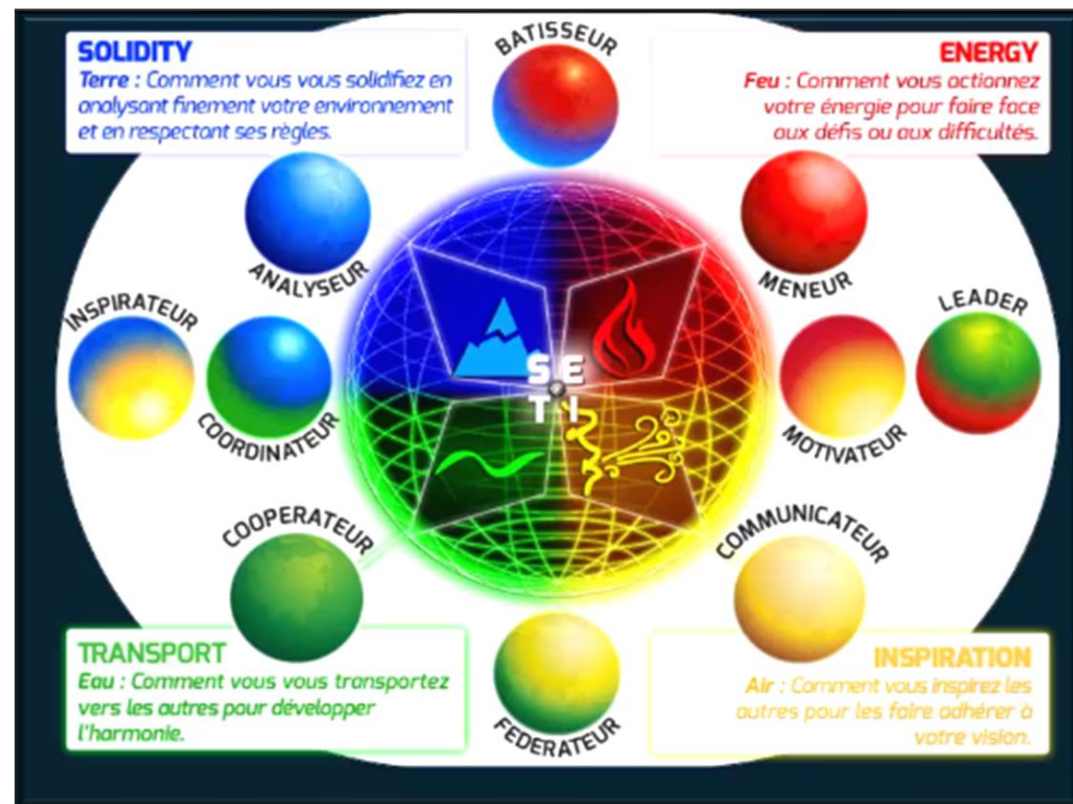 SOLIDITY
Terre : Comment vous vous solidifiez en
analysant finement votre environnement
et en respectant ses règles.
BATISSEUR
ENERGY
Feu : Comment vous actionnez
votre énergie pour faire face
aux défis ou aux difficultés.
ANALYSEUR
MENEUR
INSPIRATEUR
LEADER
COORDINATEUR
S E
T I
MOTIVATEUR
COOPERATEUR
COMMUNICATEUR
TRANSPORT
Eau : Comment vous vous transportez
vers les autres pour développer
l'harmonie.
FEDERATEUR
INSPIRATION
Air : Comment vous inspirez les
autres pour les faire adhérer à
votre vision.